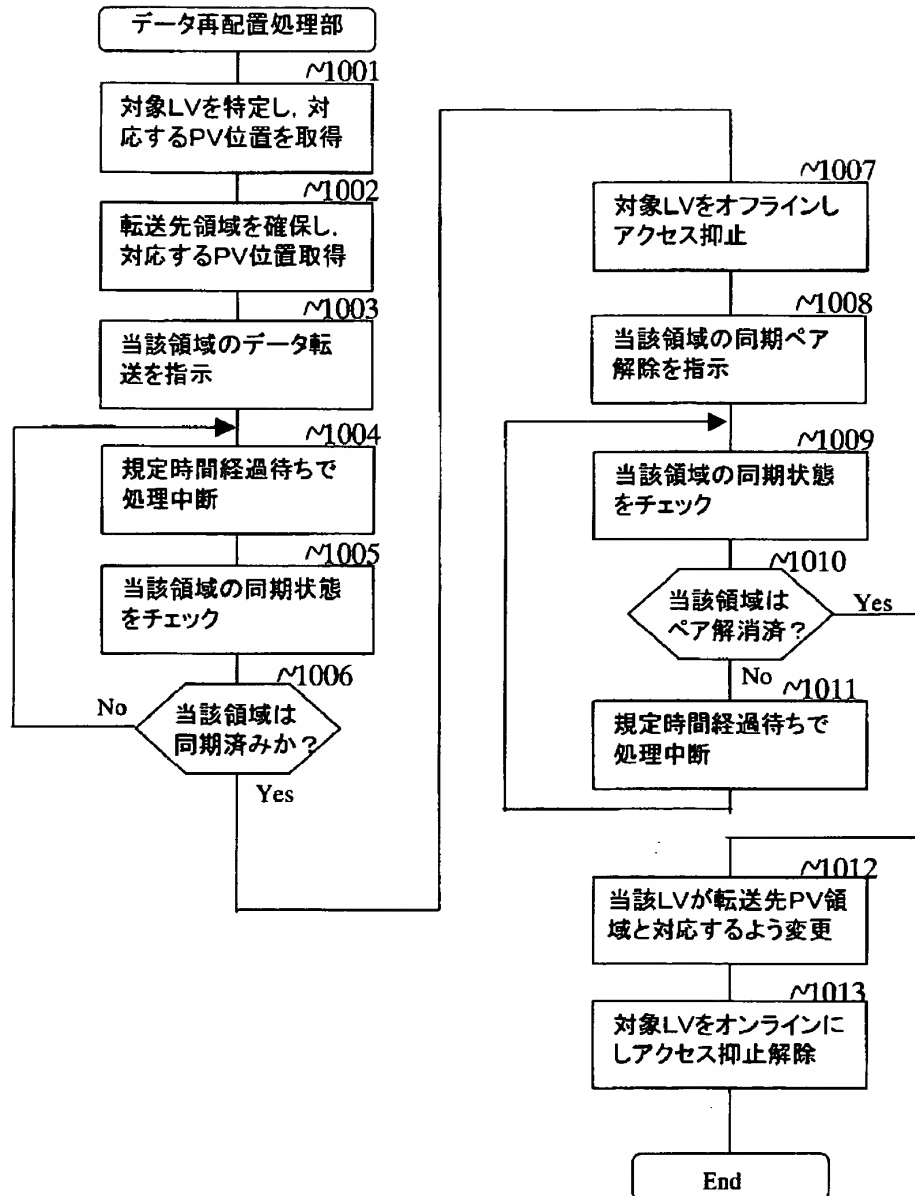 データ再配置処理部
1001
対象LVを特定し, 対
応するPV位置を取得
1002
転送先領域を確保し,
対応するPV位置取得
1003
当該領域のデータ転
送を指示
1004
規定時間経過待ちで
処理中断
1005
当該領域の同期状態
をチェック
1006
No
当該領域は
同期済みか?
Yes
1007
対象LVをオフラインし
アクセス抑止
1008
当該領域の同期ペア
解除を指示
1009
当該領域の同期状態
をチェック
1010
当該領域は
ペア解消済?
Yes
No
1011
規定時間経過待ちで
処理中断
1012
当該LVが転送先PV領
域と対応するよう変更
1013
対象LVをオンラインに
しアクセス抑止解除
End